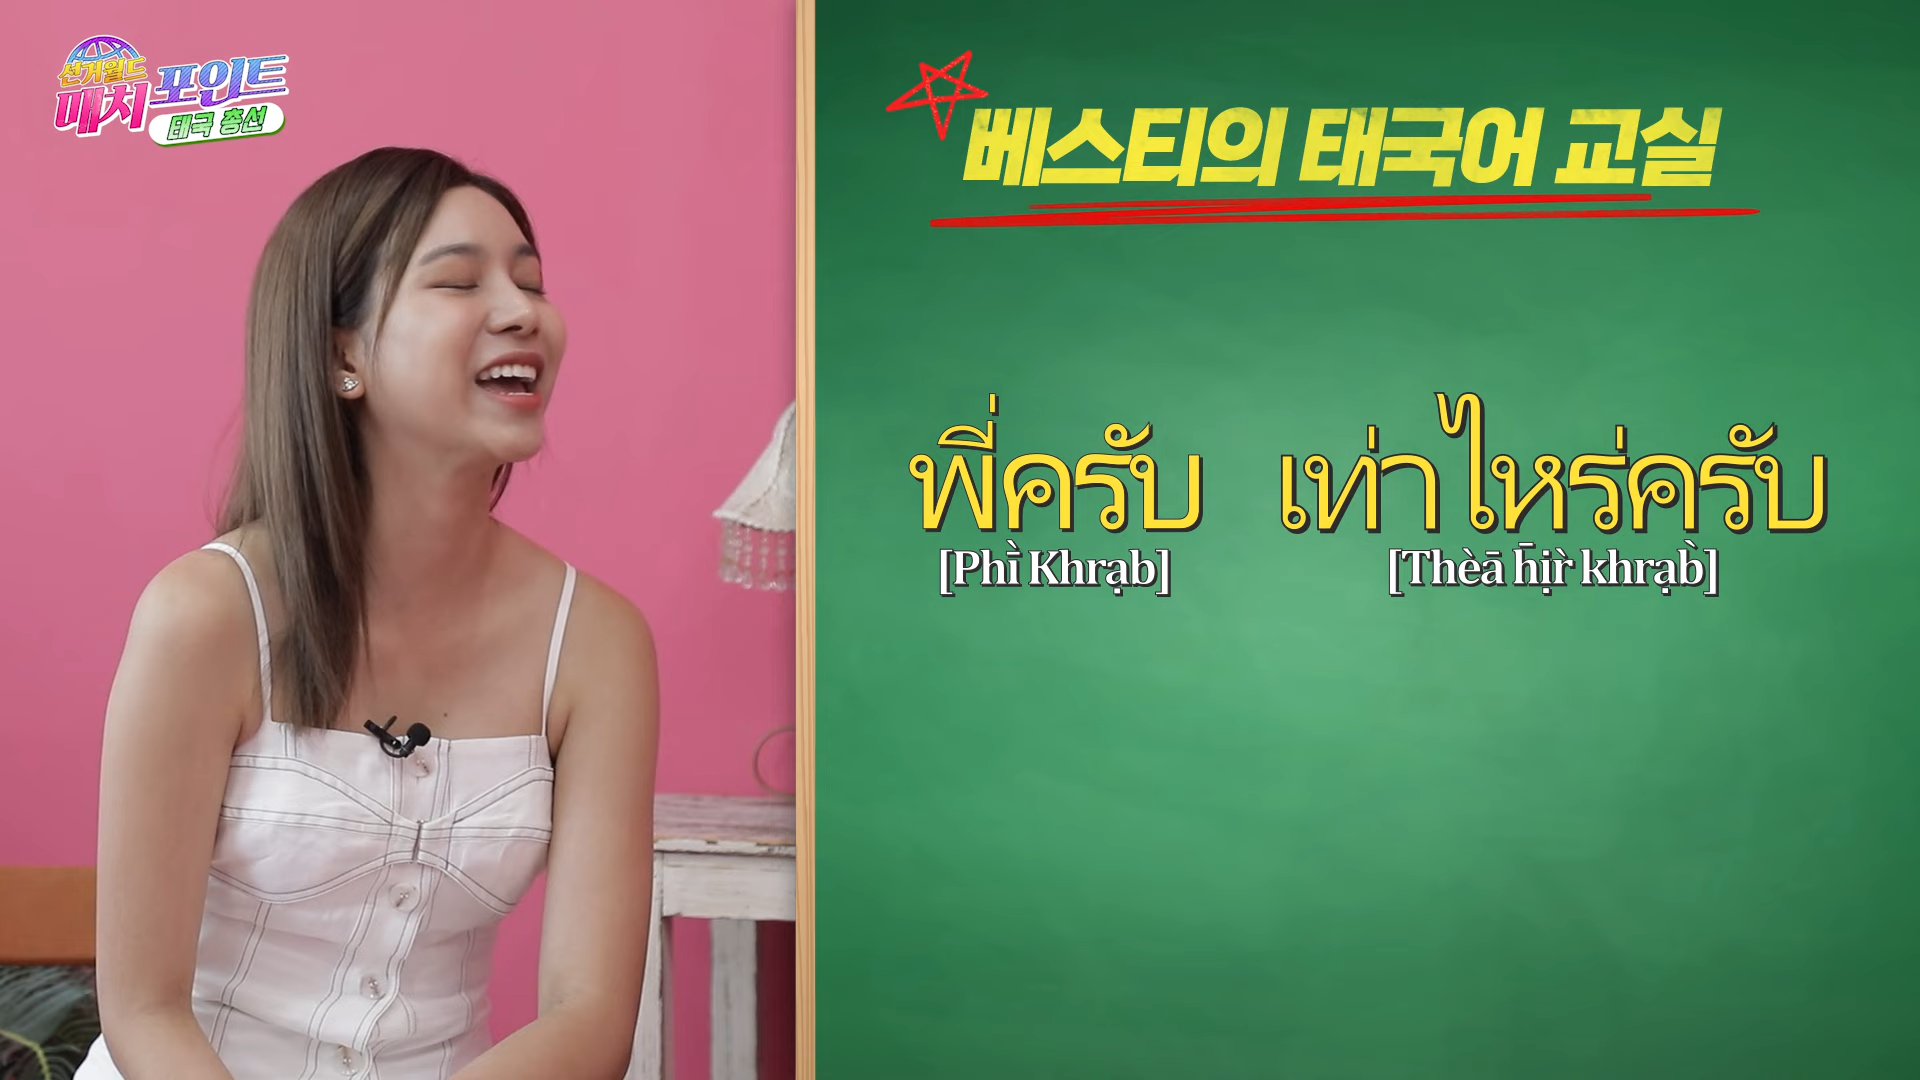 선거월드
매치 포인트
태국 총선
베스티의 태국어 교실
พี่ครับ เท่าไหร่ครับ
[Phī̀ Khrạb] [Thèā h̄ịr̀ khrạb̀]